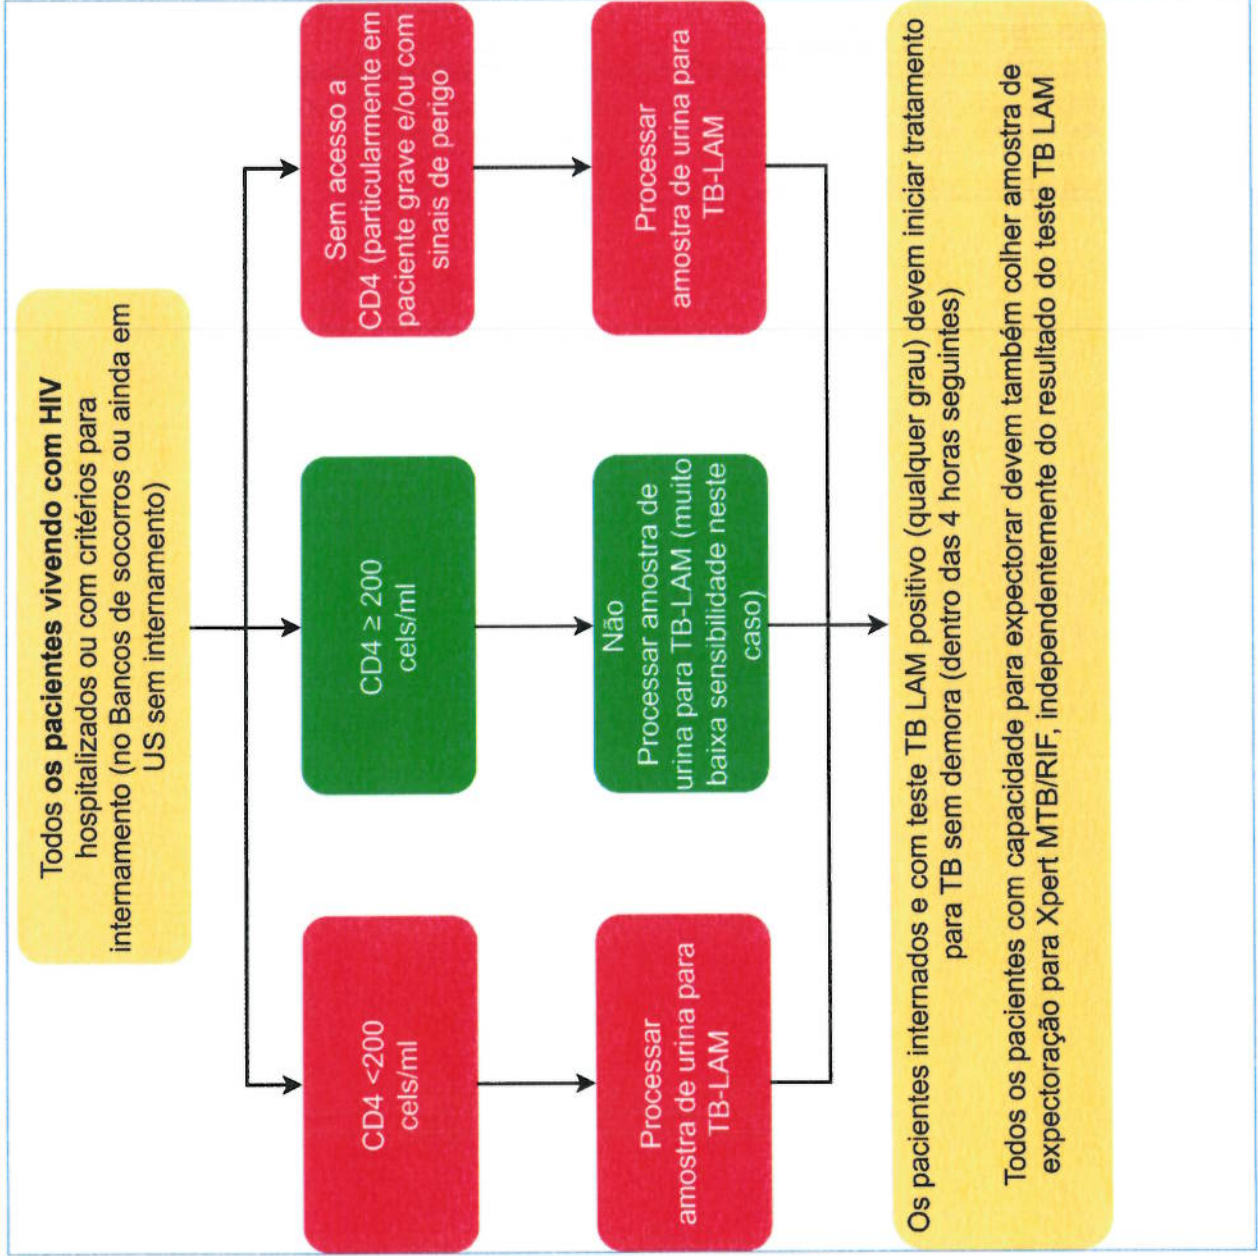 Todos os pacientes vivendo com HIV
hospitalizados ou com critérios para
internamento (no Bancos de socorros ou ainda em
US sem internamento)
CD4 <200
cels/ml
CD4 ≥ 200
cels/ml
Sem acesso a
CD4 (particularmente em
paciente grave e/ou com
sinais de perigo
Processar
amostra de urina para
TB-LAM
Não
Processar amostra de
urina para TB-LAM (muito
baixa sensibilidade neste
caso)
Processar
amostra de urina para
TB-LAM
Os pacientes internados e com teste TB LAM positivo (qualquer grau) devem iniciar tratamento
para TB sem demora (dentro das 4 horas seguintes)
Todos os pacientes com capacidade para expectorar devem também colher amostra de
expectoração para Xpert MTB/RIF, independentemente do resultado do teste TB LAM